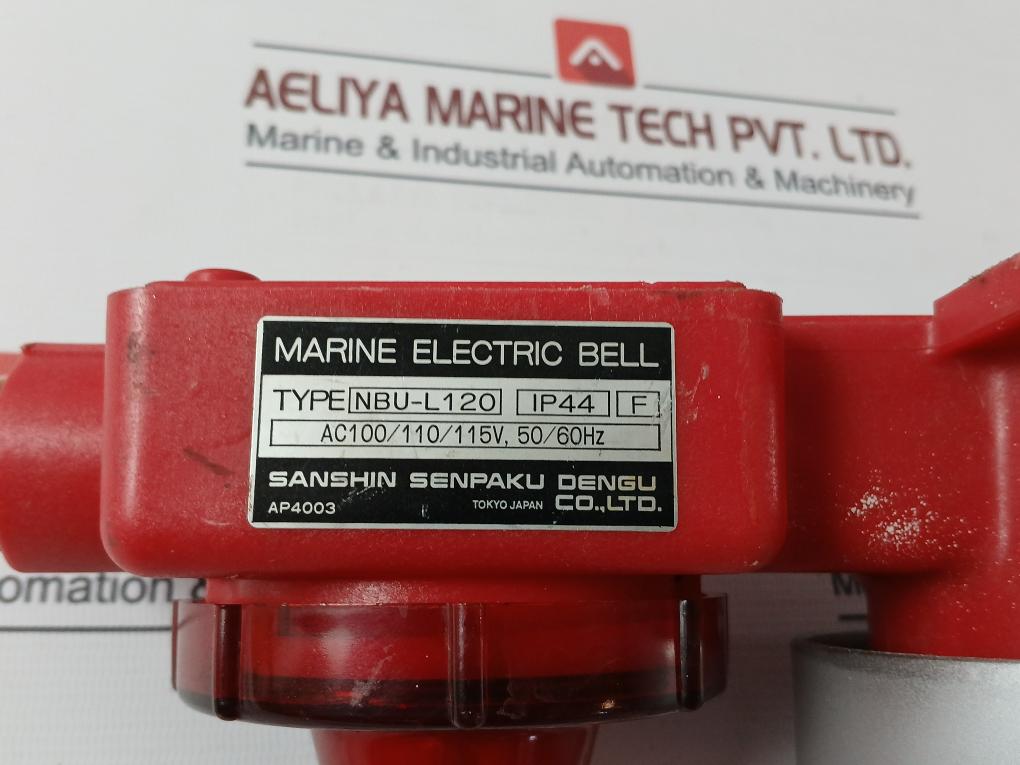 AELIYA MARINE TECH PVT. LTD.
Marine & Industrial Automation & Machinery
MARINE ELECTRIC BELL
TYPE NBU-L120 IP44 F
AC100/110/115V, 50/60Hz
SANSHIN SENPAKU DENGU
AP4003 TOKYO JAPAN CO.,LTD.